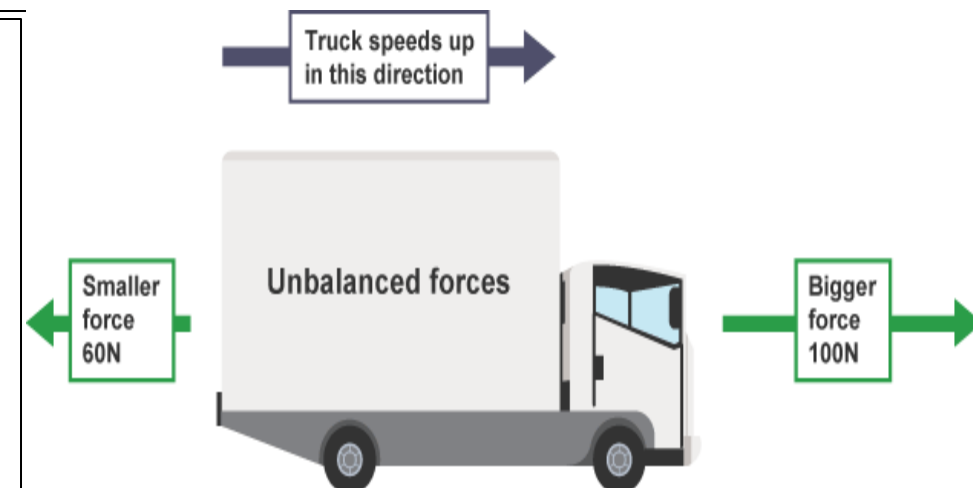 Truck speeds up
in this direction
Unbalanced forces
Smaller
force
60N
Bigger
force
100N